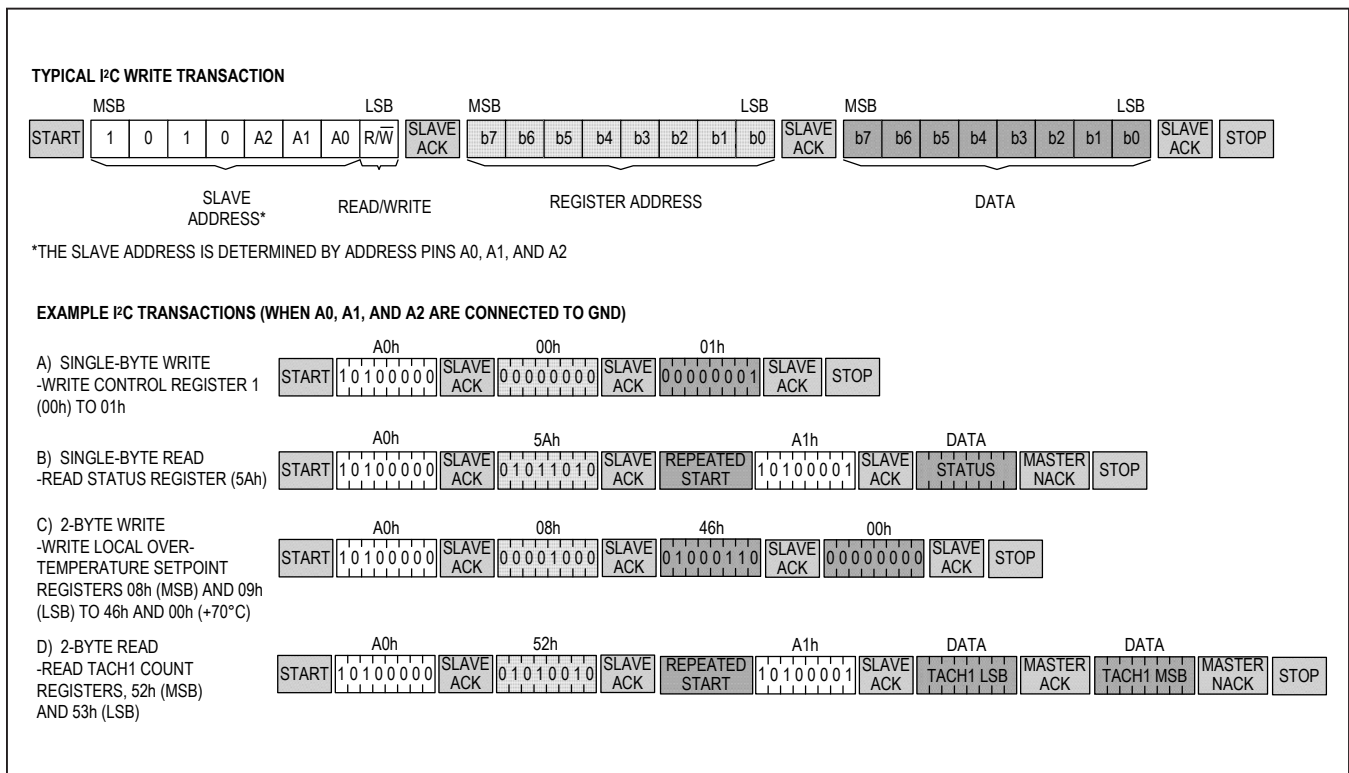 TYPICAL I²C WRITE TRANSACTION
MSB LSB MSB LSB MSB LSB
START 1 0 1 0 A2 A1 A0 R/W̅ SLAVE ACK b7 b6 b5 b4 b3 b2 b1 b0 SLAVE ACK b7 b6 b5 b4 b3 b2 b1 b0 SLAVE ACK STOP
SLAVE ADDRESS* READ/WRITE REGISTER ADDRESS DATA
*THE SLAVE ADDRESS IS DETERMINED BY ADDRESS PINS A0, A1, AND A2
EXAMPLE I²C TRANSACTIONS (WHEN A0, A1, AND A2 ARE CONNECTED TO GND)
A) SINGLE-BYTE WRITE
-WRITE CONTROL REGISTER 1
(00h) TO 01h
A0h 00h 01h
START 1 0 1 0 0 0 0 0 SLAVE ACK 0 0 0 0 0 0 0 0 SLAVE ACK 0 0 0 0 0 0 0 1 SLAVE ACK STOP
B) SINGLE-BYTE READ
-READ STATUS REGISTER (5Ah)
A0h 5Ah A1h DATA
START 1 0 1 0 0 0 0 0 SLAVE ACK 0 1 0 1 1 0 1 0 SLAVE ACK REPEATED START 1 0 1 0 0 0 0 1 SLAVE ACK STATUS MASTER NACK STOP
C) 2-BYTE WRITE
-WRITE LOCAL OVER-
TEMPERATURE SETPOINT
REGISTERS 08h (MSB) AND 09h
(LSB) TO 46h AND 00h (+70°C)
A0h 08h 46h 00h
START 1 0 1 0 0 0 0 0 SLAVE ACK 0 0 0 0 1 0 0 0 SLAVE ACK 0 1 0 0 0 1 1 0 SLAVE ACK 0 0 0 0 0 0 0 0 SLAVE ACK STOP
D) 2-BYTE READ
-READ TACH1 COUNT
REGISTERS, 52h (MSB)
AND 53h (LSB)
A0h 52h A1h DATA DATA
START 1 0 1 0 0 0 0 0 SLAVE ACK 0 1 0 1 0 0 1 0 SLAVE ACK REPEATED START 1 0 1 0 0 0 0 1 SLAVE ACK TACH1 LSB MASTER ACK TACH1 MSB MASTER NACK STOP